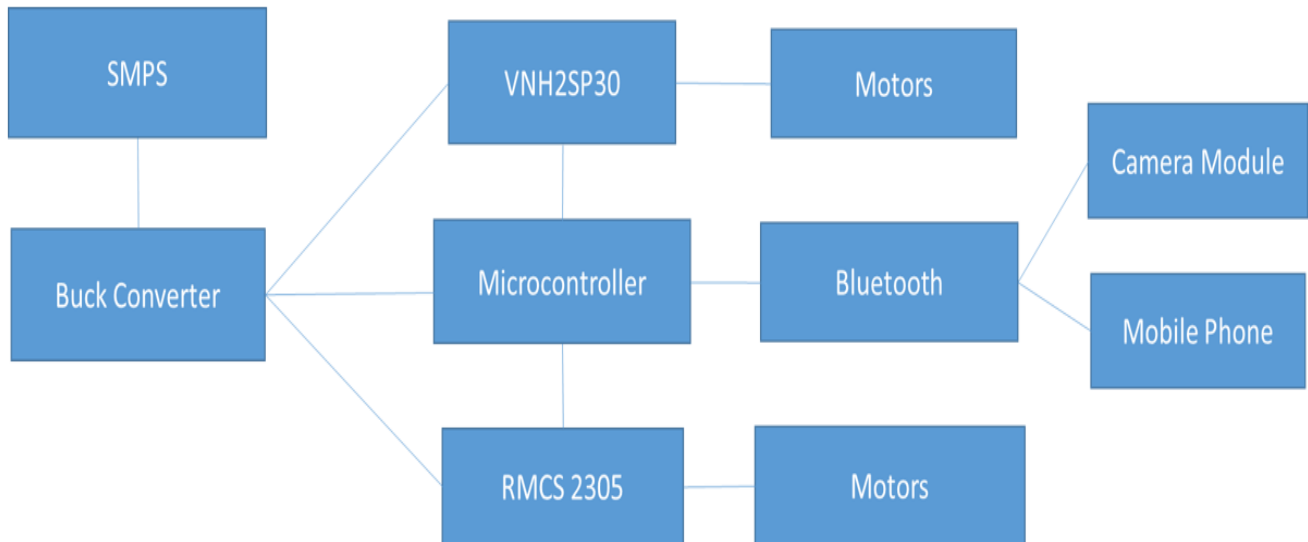 SMPS
VNH2SP30
Motors
Camera Module
Buck Converter
Microcontroller
Bluetooth
Mobile Phone
RMCS 2305
Motors